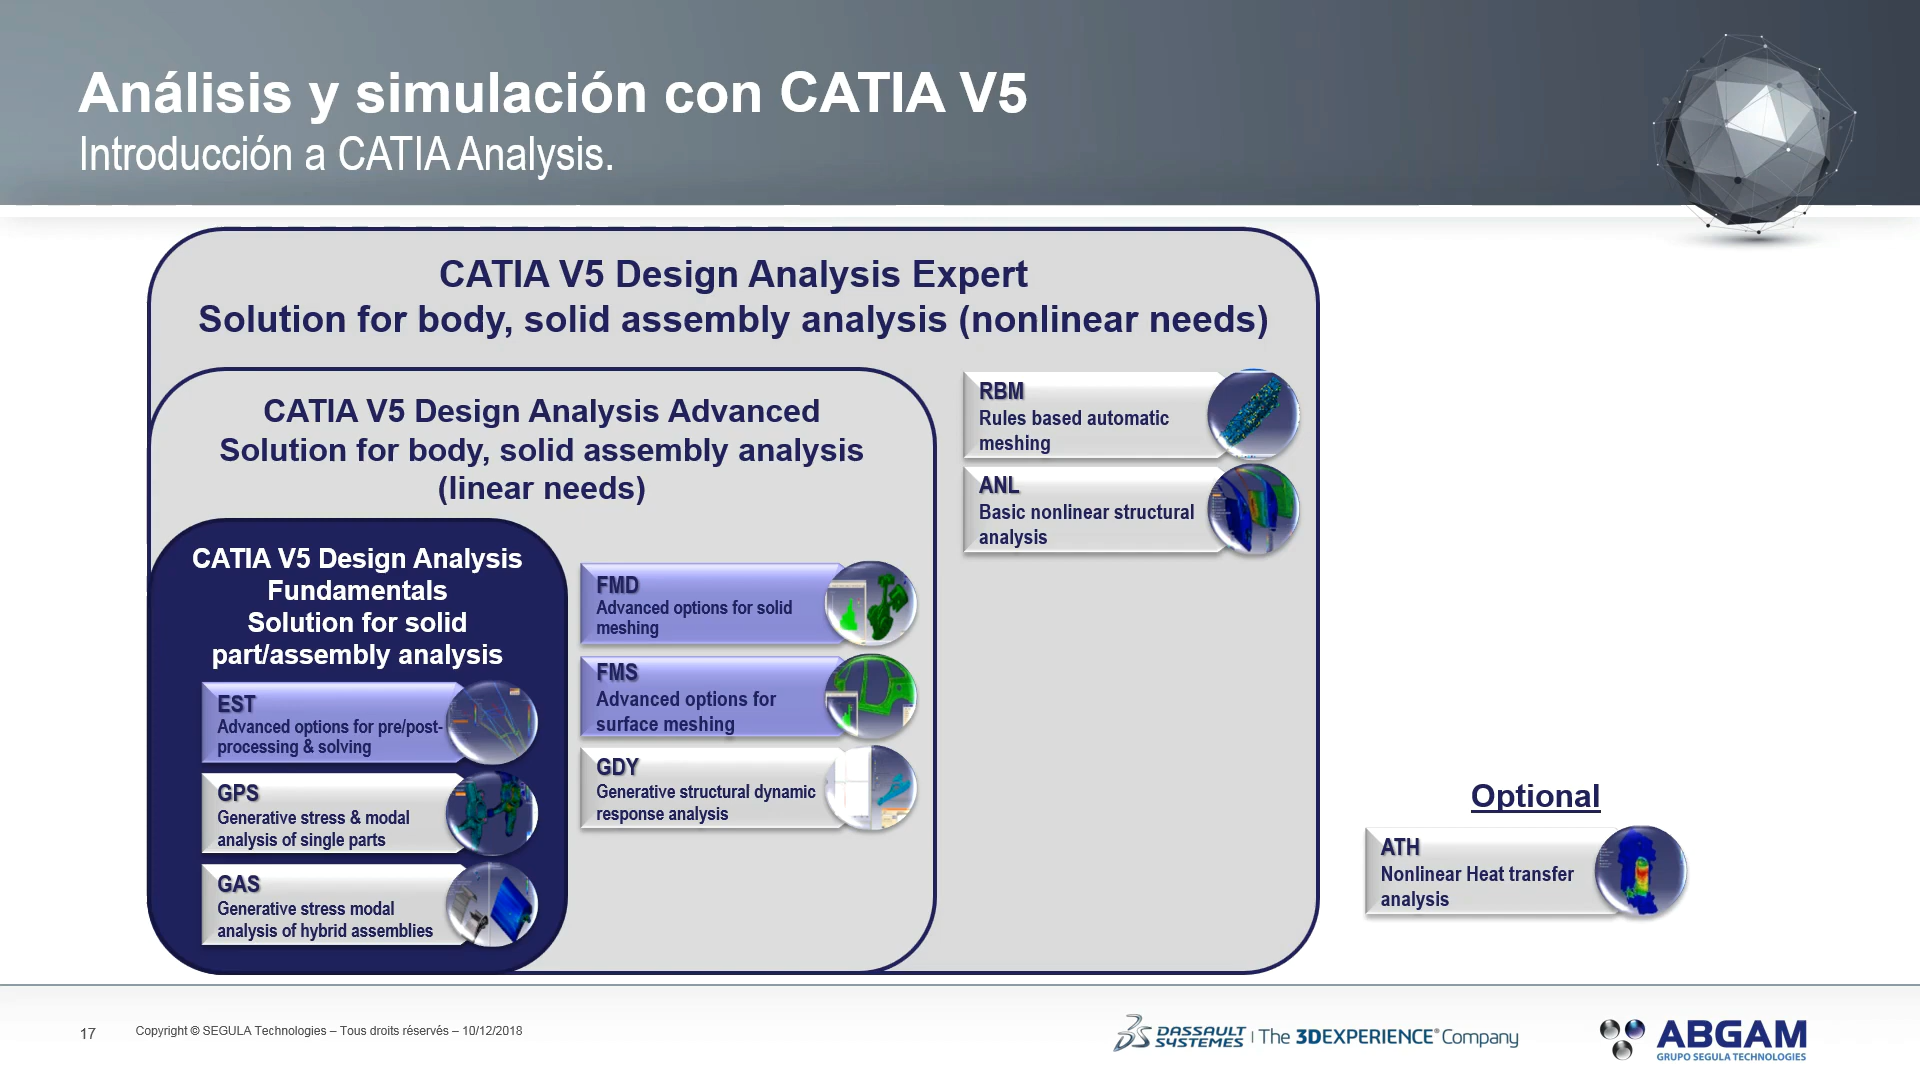 Análisis y simulación con CATIA V5
Introducción a CATIA Analysis.
CATIA V5 Design Analysis Expert
Solution for body, solid assembly analysis (nonlinear needs)
CATIA V5 Design Analysis Advanced
Solution for body, solid assembly analysis
(linear needs)
CATIA V5 Design Analysis
Fundamentals
Solution for solid
part/assembly analysis
EST
Advanced options for pre/post-
processing & solving
GPS
Generative stress & modal
analysis of single parts
GAS
Generative stress modal
analysis of hybrid assemblies
FMD
Advanced options for solid
meshing
FMS
Advanced options for
surface meshing
GDY
Generative structural dynamic
response analysis
RBM
Rules based automatic
meshing
ANL
Basic nonlinear structural
analysis
Optional
ATH
Nonlinear Heat transfer
analysis
17
Copyright © SEGULA Technologies – Tous droits réservés – 10/12/2018
DASSAULT
SYSTEMES
The 3DEXPERIENCE® Company
ABGAM
GRUPO SEGULA TECHNOLOGIES